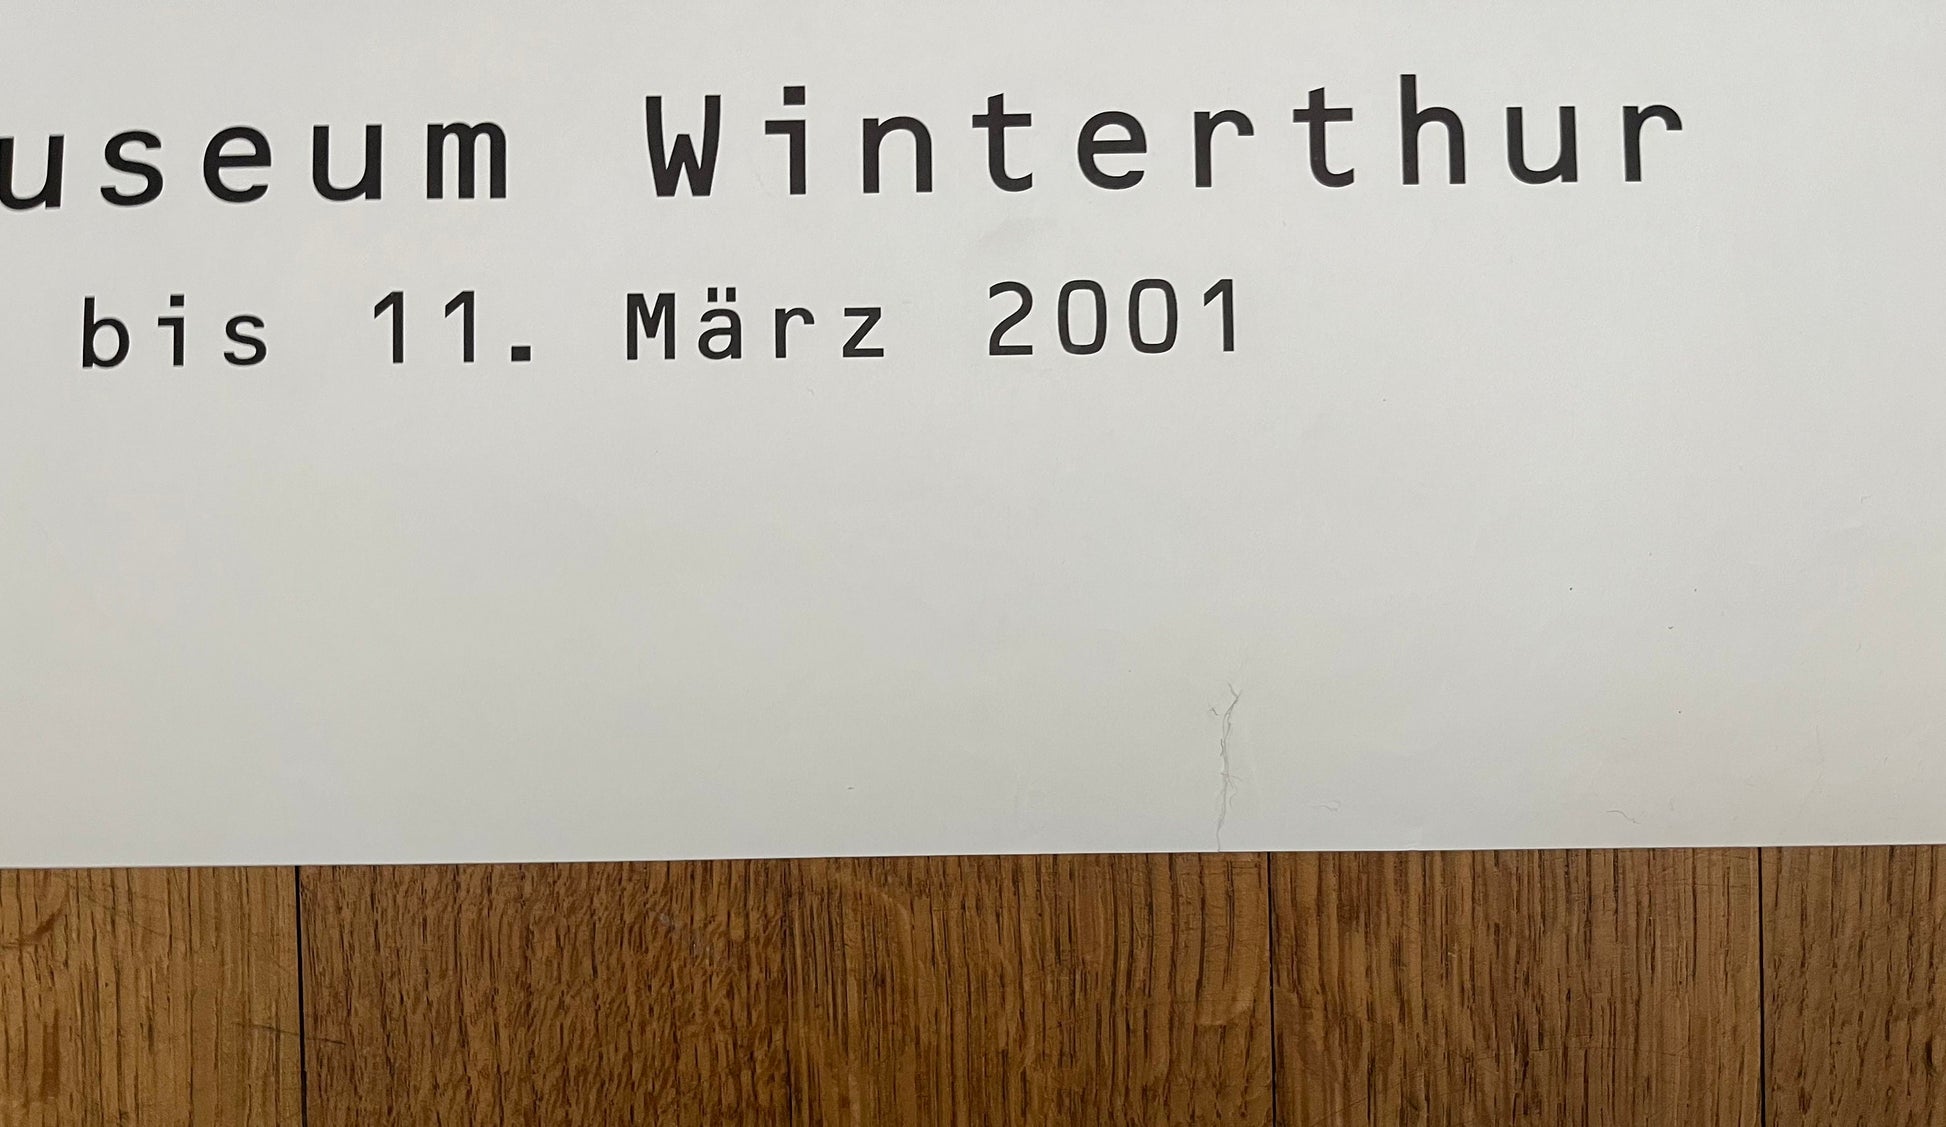 useum Winterthur
bis 11. März 2001